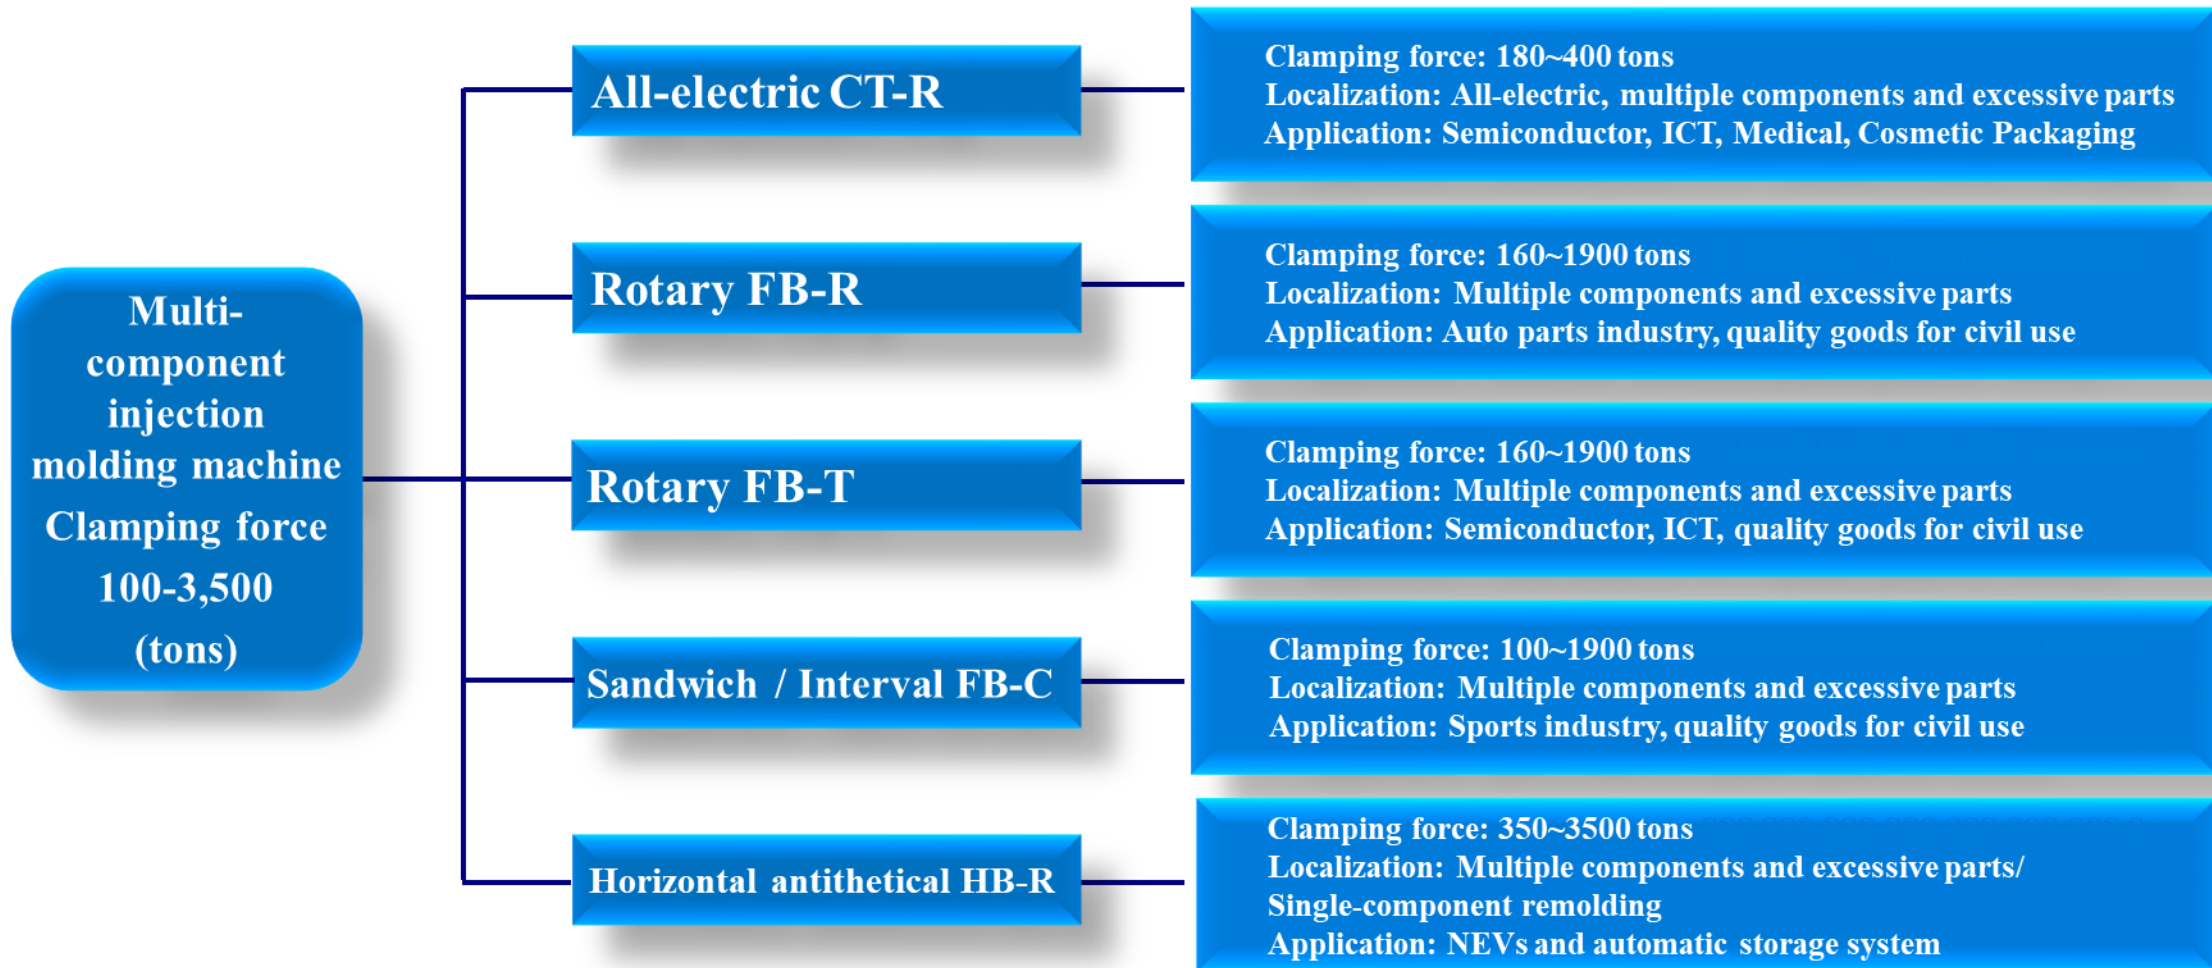 Multi-
component
injection
molding machine
Clamping force
100-3,500
(tons)
All-electric CT-R
Clamping force: 180~400 tons
Localization: All-electric, multiple components and excessive parts
Application: Semiconductor, ICT, Medical, Cosmetic Packaging
Rotary FB-R
Clamping force: 160~1900 tons
Localization: Multiple components and excessive parts
Application: Auto parts industry, quality goods for civil use
Rotary FB-T
Clamping force: 160~1900 tons
Localization: Multiple components and excessive parts
Application: Semiconductor, ICT, quality goods for civil use
Sandwich / Interval FB-C
Clamping force: 100~1900 tons
Localization: Multiple components and excessive parts
Application: Sports industry, quality goods for civil use
Horizontal antithetical HB-R
Clamping force: 350~3500 tons
Localization: Multiple components and excessive parts/
Single-component remolding
Application: NEVs and automatic storage system